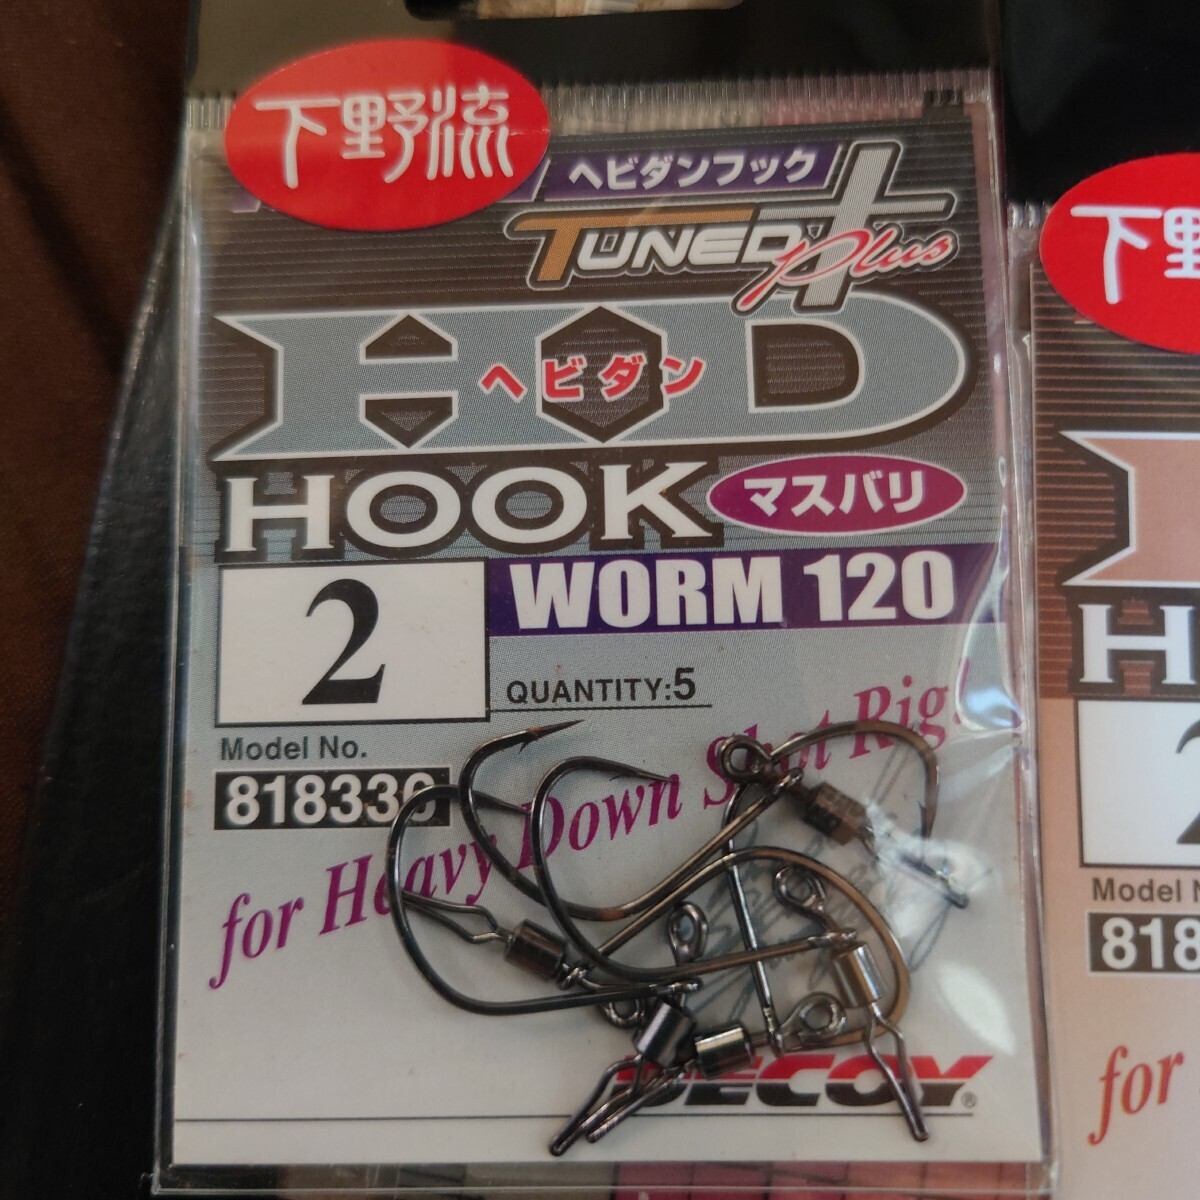 下野流
ヘビダンフック
TUNED Plus
HD
ヘビダン
HOOK マスバリ
2
WORM 120
QUANTITY:5
Model No.
818336
for Heavy Down Shot Rig!
DECOY®
下野
H
2
Model N
818
for